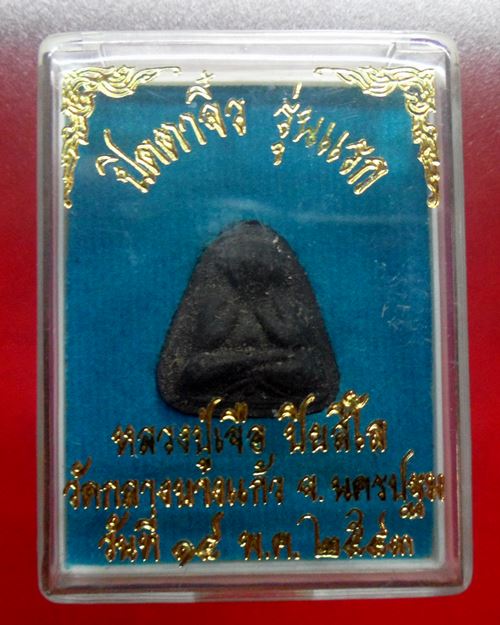 ปิดตาจิ๋ว รุ่นแรก
หลวงปู่เจือ ปิยสีโล
วัดกลางบางแก้ว จ. นครปฐม
วันที่ ๑๕ พ.ค. ๒๕๔๓